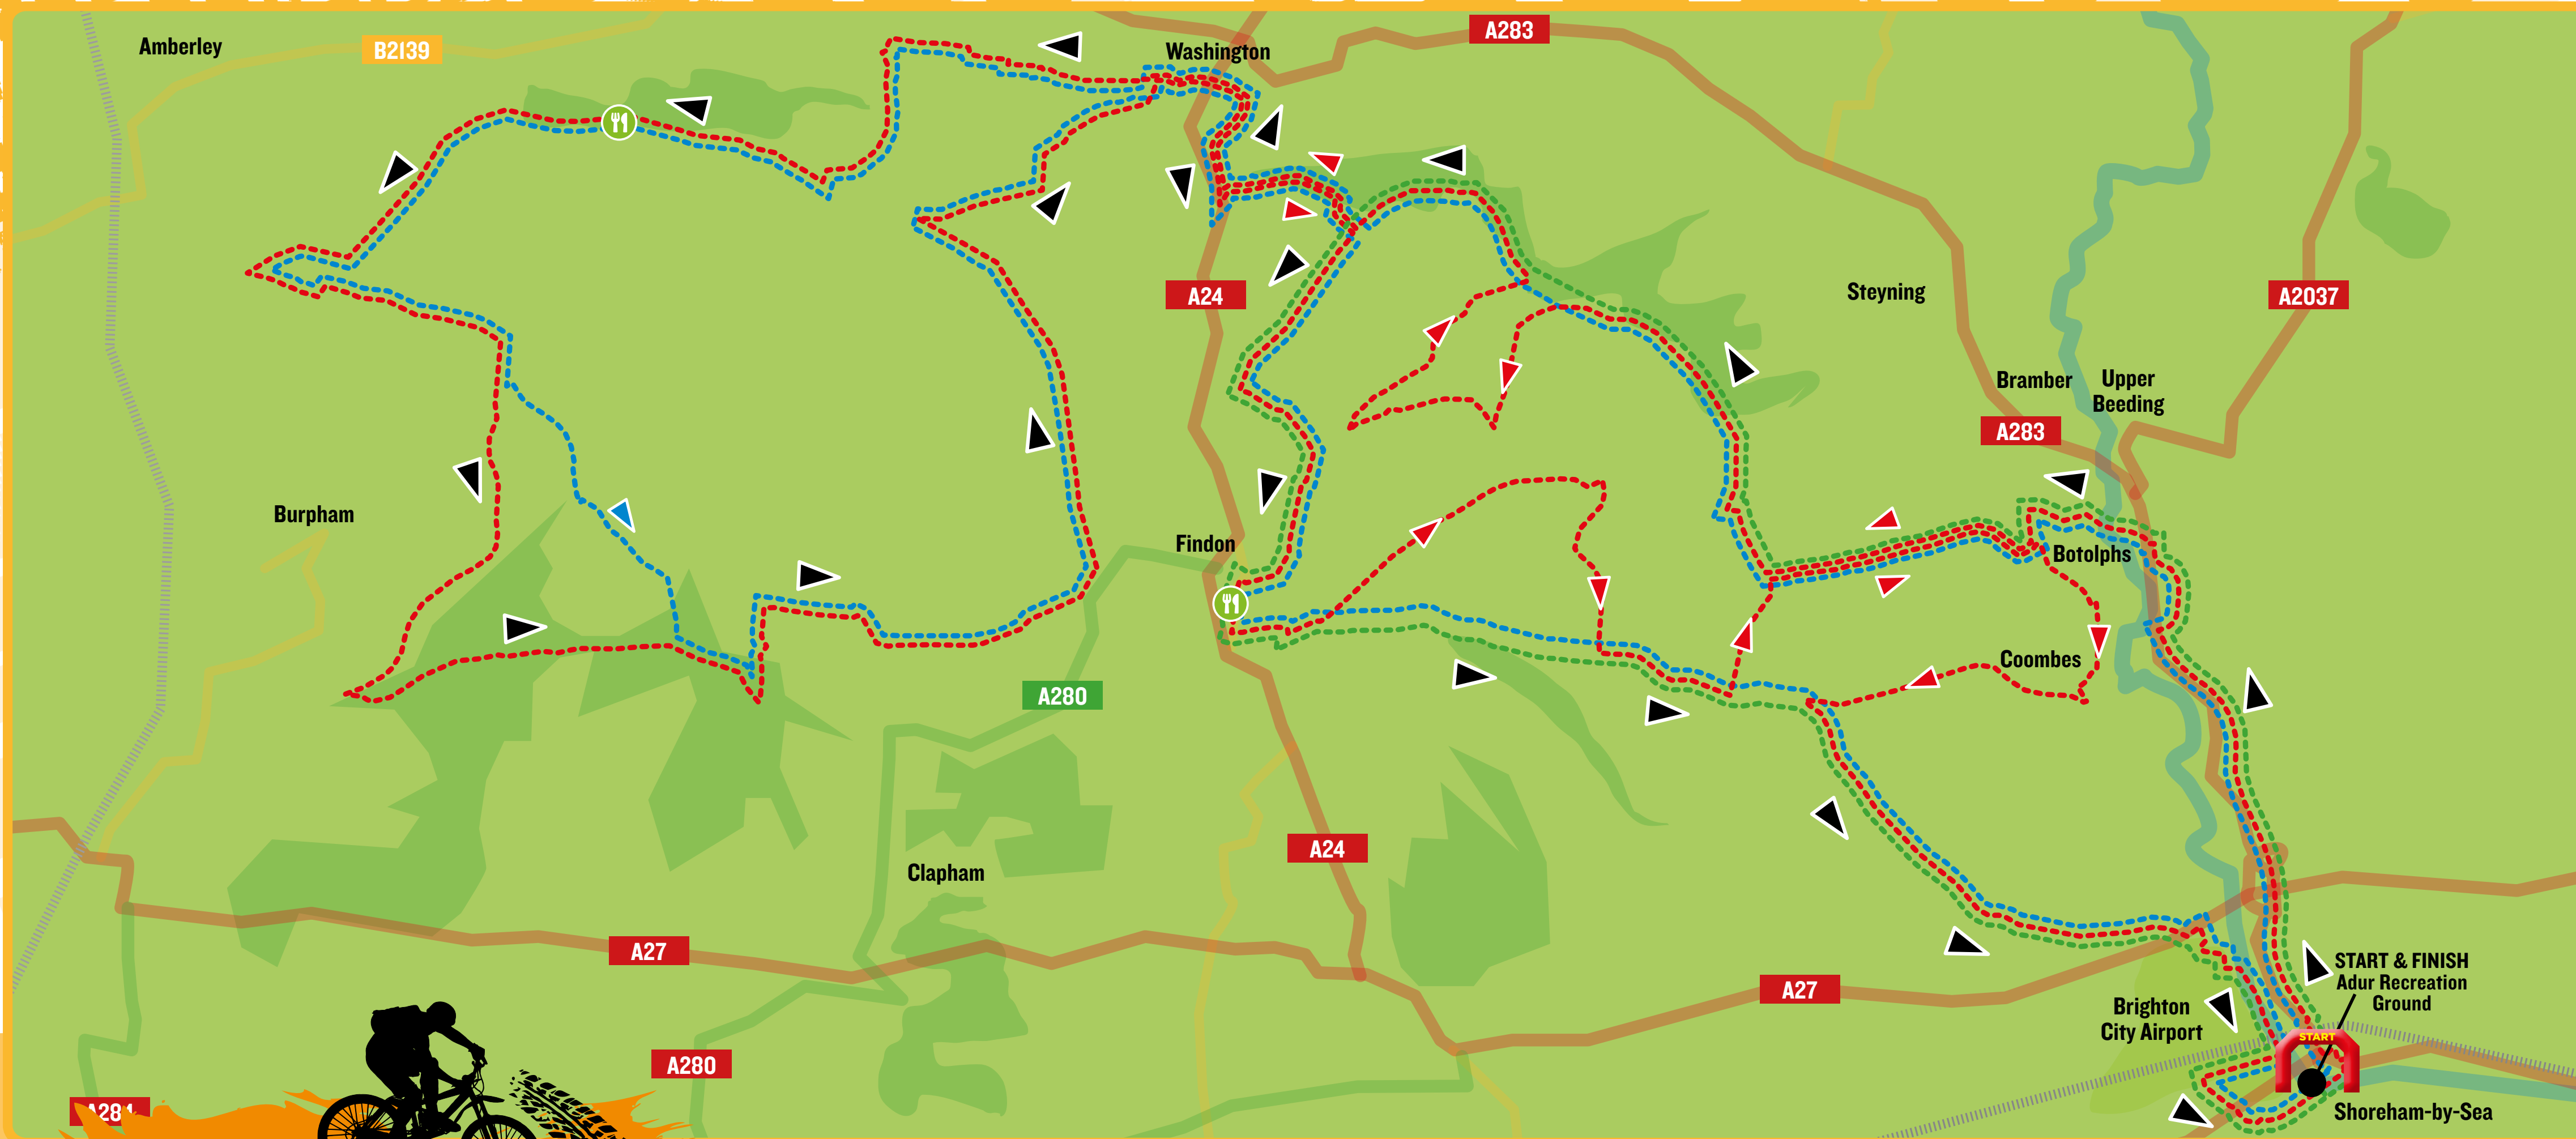 Amberley
B2139
Washington
A283
A24
Steyning
A2037
Bramber
Upper
Beeding
A283
Burpham
Findon
Botolphs
Coombes
A280
Clapham
A24
A27
A27
START & FINISH
Adur Recreation
Ground
Brighton
City Airport
START
A280
A284
Shoreham-by-Sea